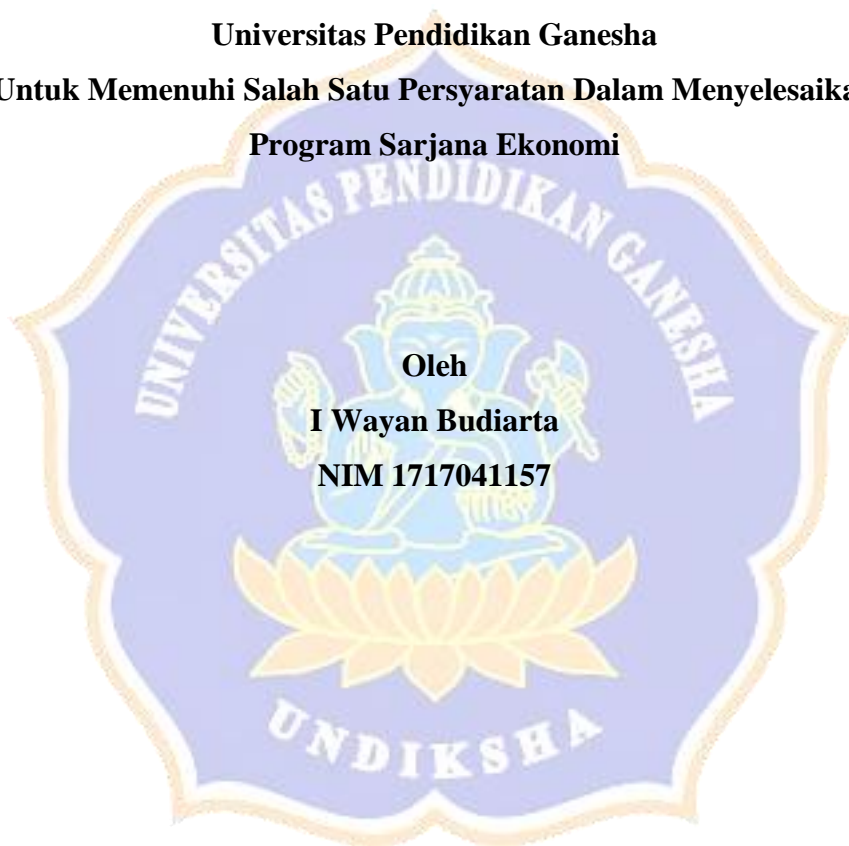 Universitas Pendidikan Ganesha
Untuk Memenuhi Salah Satu Persyaratan Dalam Menyelesaika
Program Sarjana Ekonomi
UNIVERSITAS PENDIDIKAN GANESHA
Oleh
I Wayan Budiarta
NIM 1717041157
UNDIKSHA